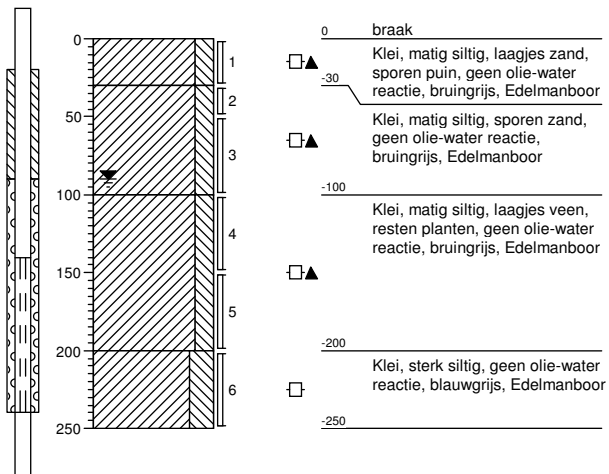 0
50
100
150
200
250
1
2
3
4
5
6
0 braak
Klei, matig siltig, laagjes zand,
sporen puin, geen olie-water
reactie, bruingrijs, Edelmanboor
-30
Klei, matig siltig, sporen zand,
geen olie-water reactie,
bruingrijs, Edelmanboor
-100
Klei, matig siltig, laagjes veen,
resten planten, geen olie-water
reactie, bruingrijs, Edelmanboor
-200
Klei, sterk siltig, geen olie-water
reactie, blauwgrijs, Edelmanboor
-250